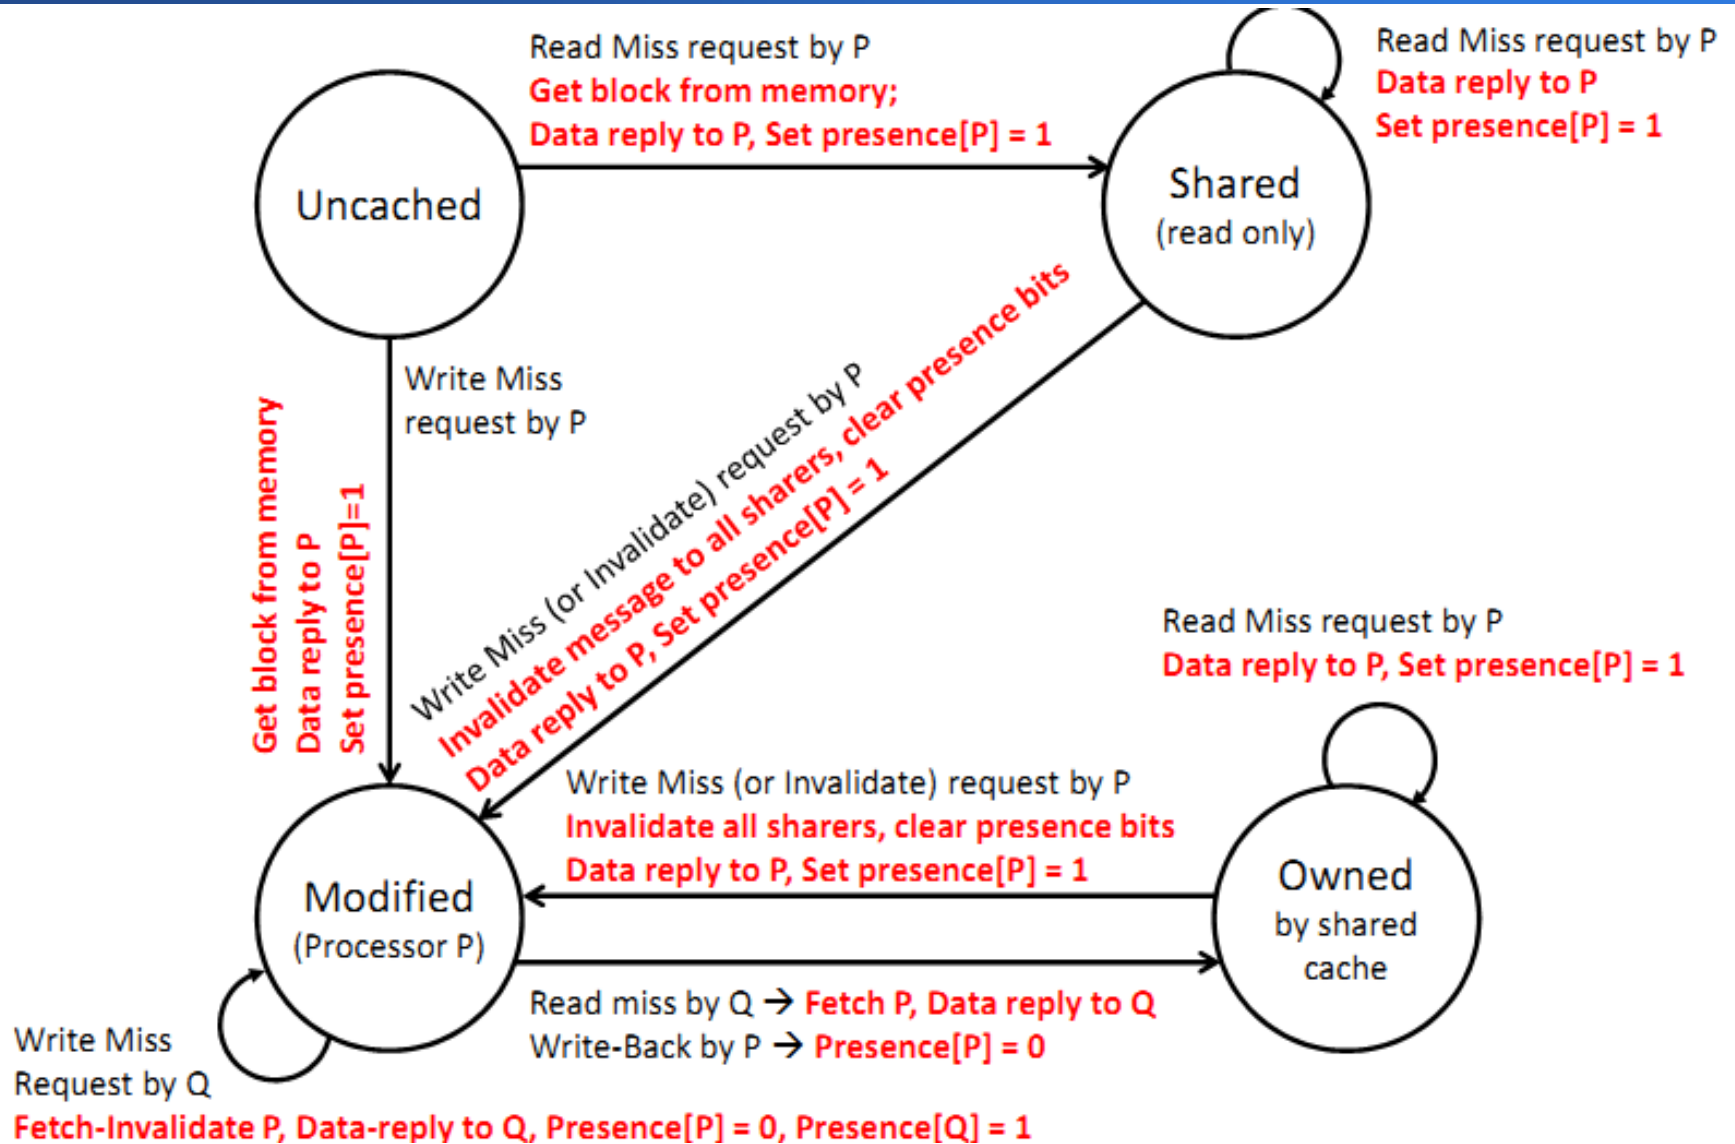 Read Miss request by P
Get block from memory;
Data reply to P, Set presence[P] = 1
Read Miss request by P
Data reply to P
Set presence[P] = 1
Uncached
Shared
(read only)
Write Miss
request by P
Get block from memory
Data reply to P
Set presence[P]=1
Write Miss (or Invalidate) request by P
Invalidate message to all sharers, clear presence bits
Data reply to P, Set presence[P] = 1
Read Miss request by P
Data reply to P, Set presence[P] = 1
Write Miss (or Invalidate) request by P
Invalidate all sharers, clear presence bits
Data reply to P, Set presence[P] = 1
Modified
(Processor P)
Owned
by shared
cache
Read miss by Q → Fetch P, Data reply to Q
Write-Back by P → Presence[P] = 0
Write Miss
Request by Q
Fetch-Invalidate P, Data-reply to Q, Presence[P] = 0, Presence[Q] = 1